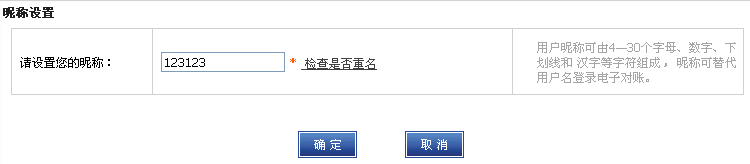 昵称设置
请设置您的昵称：
123123 * 检查是否重名
用户昵称可由4—30个字母、数字、下
划线和 汉字等字符组成 ，昵称可替代
用户名登录电子对账。
确 定
取 消